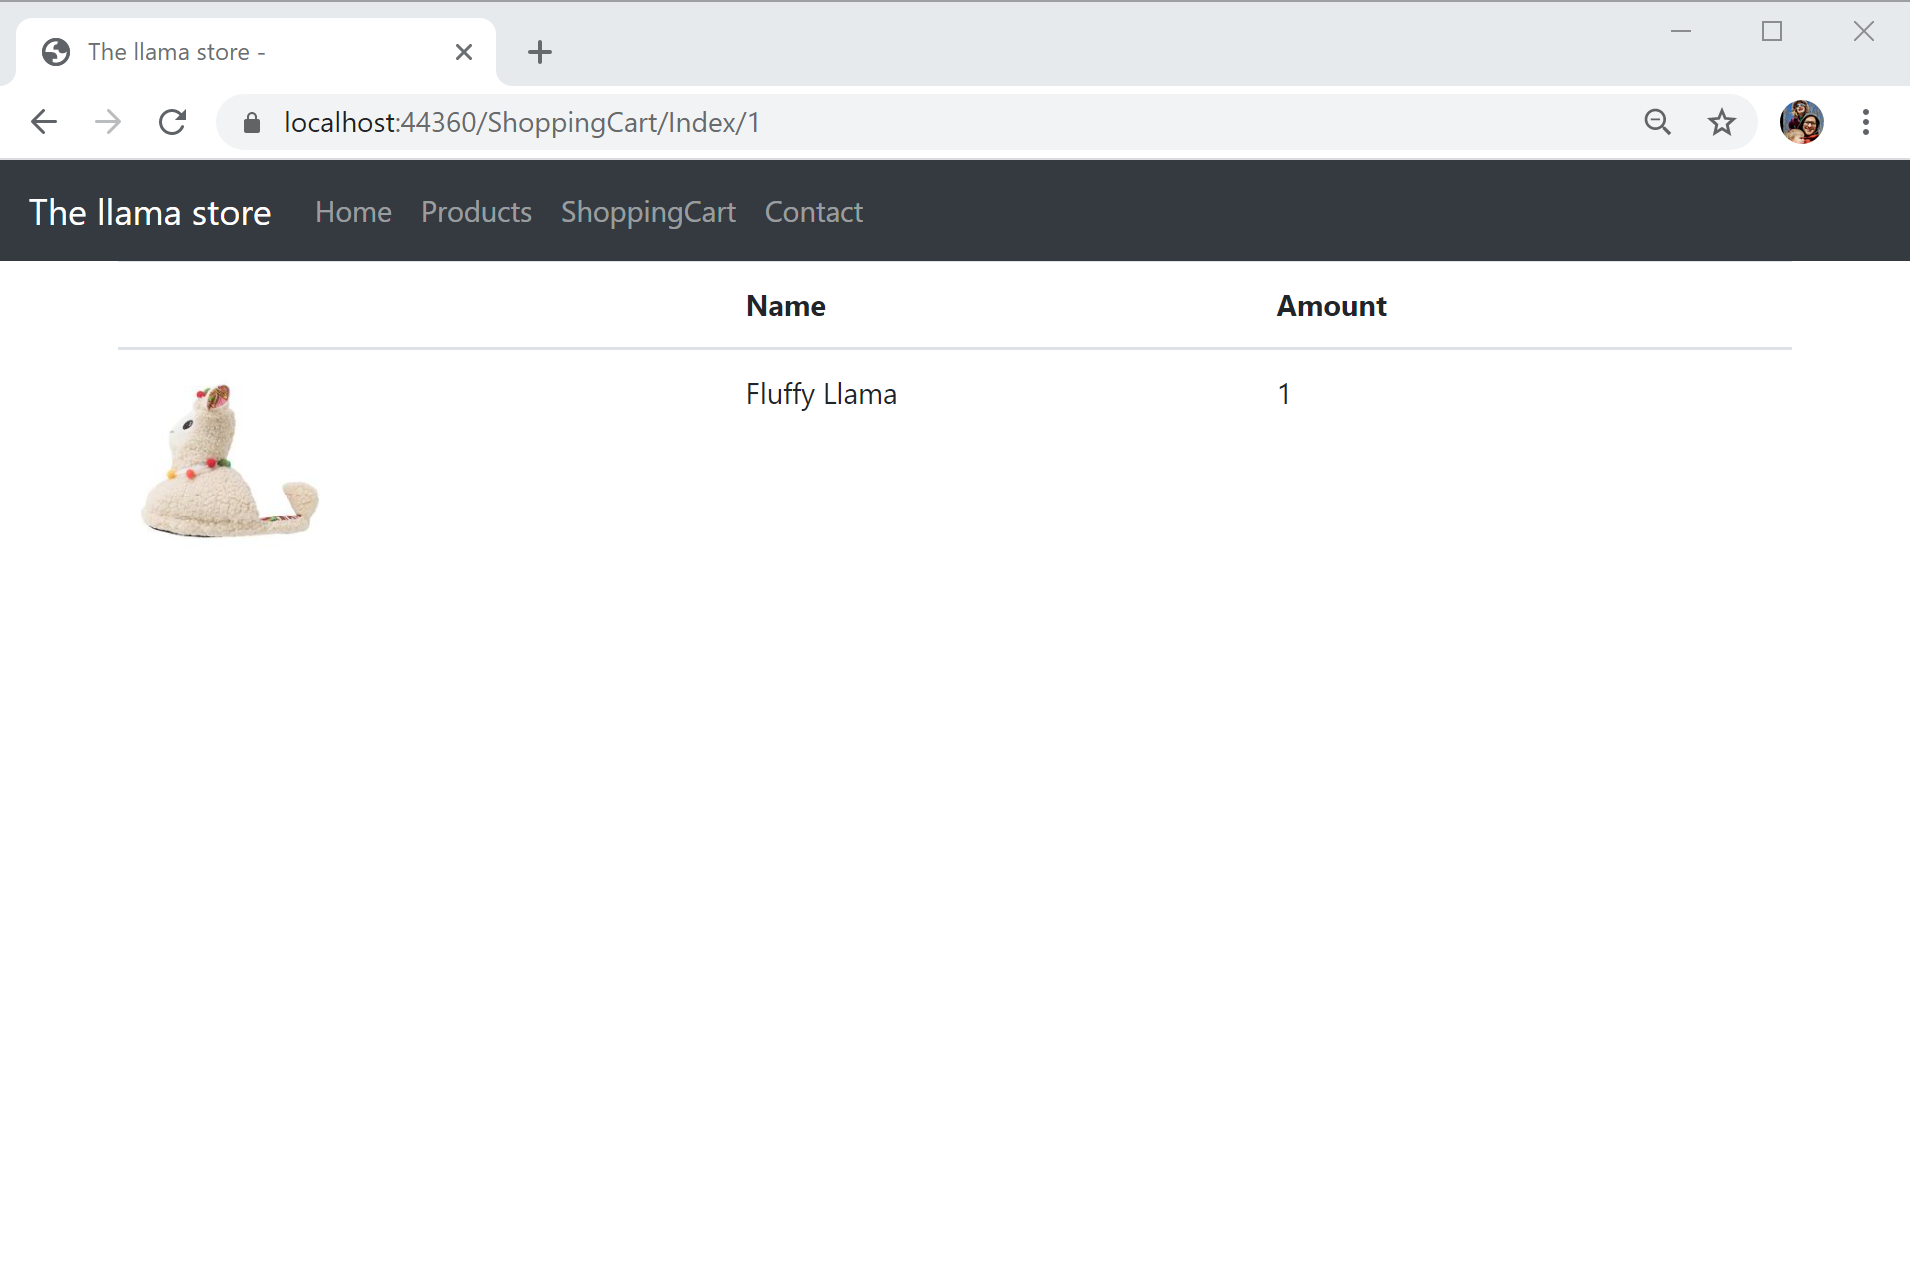 The llama store -
localhost:44360/ShoppingCart/Index/1
The llama store Home Products ShoppingCart Contact
Name Amount
Fluffy Llama 1